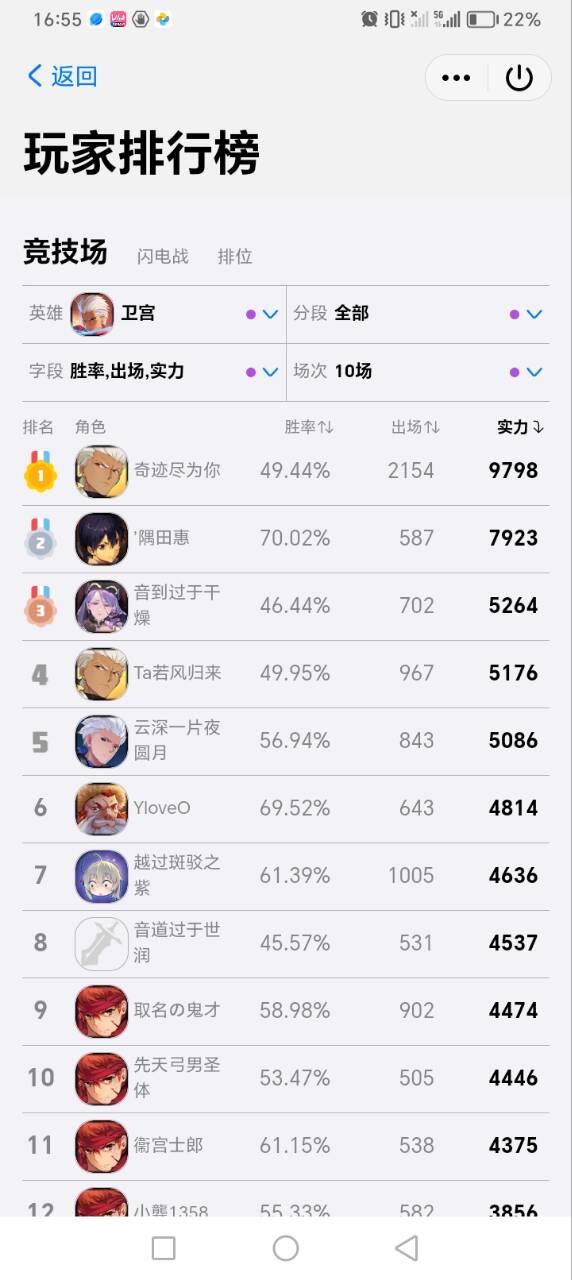 16:55 5G 22%
返回
玩家排行榜
竞技场 闪电战 排位
英雄 卫宫 分段 全部
字段 胜率,出场,实力 场次 10场
排名 角色 胜率 出场 实力
1 奇迹尽为你 49.44% 2154 9798
2 '隅田惠 70.02% 587 7923
3 音到过于干
燥 46.44% 702 5264
4 Ta若风归来 49.95% 967 5176
5 云深一片夜
圆月 56.94% 843 5086
6 YloveO 69.52% 643 4814
7 越过斑驳之
紫 61.39% 1005 4636
8 音道过于世
润 45.57% 531 4537
9 取名の鬼才 58.98% 902 4474
10 先天弓男圣
体 53.47% 505 4446
11 衞宫士郎 61.15% 538 4375
12 小龏1358 55.33% 582 3856